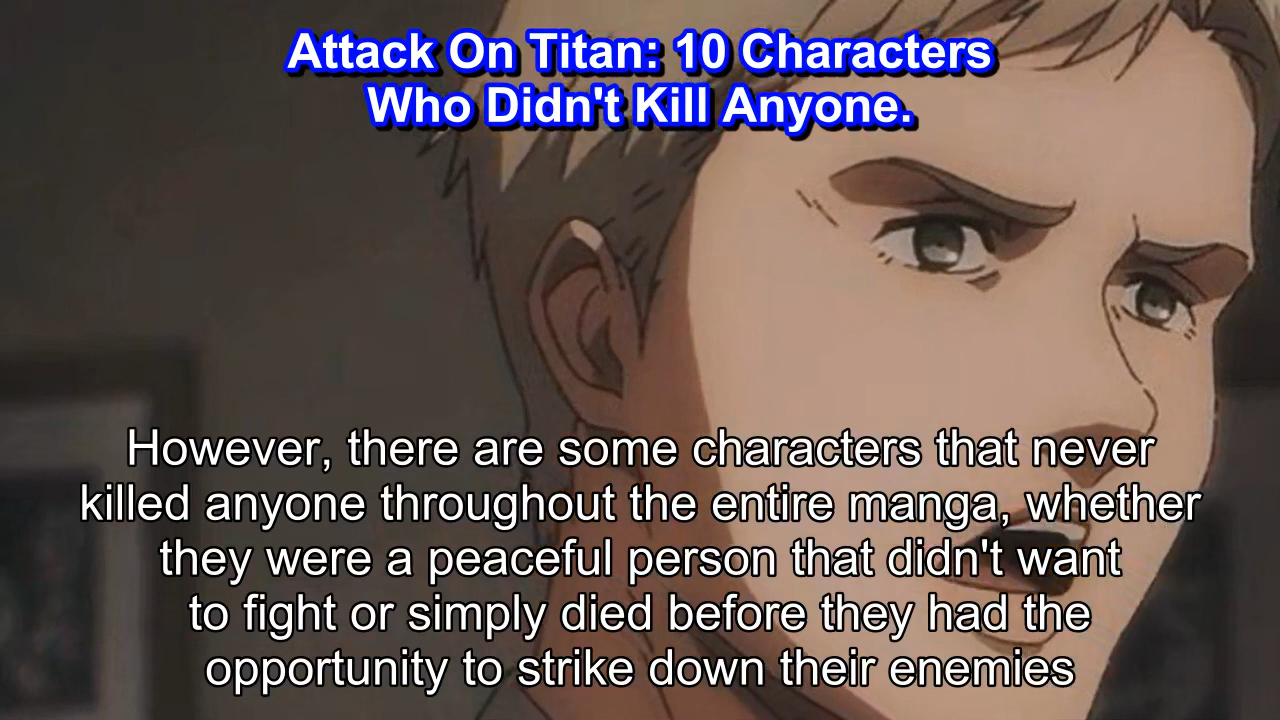 Attack On Titan: 10 Characters
Who Didn't Kill Anyone.
However, there are some characters that never
killed anyone throughout the entire manga, whether
they were a peaceful person that didn't want
to fight or simply died before they had the
opportunity to strike down their enemies